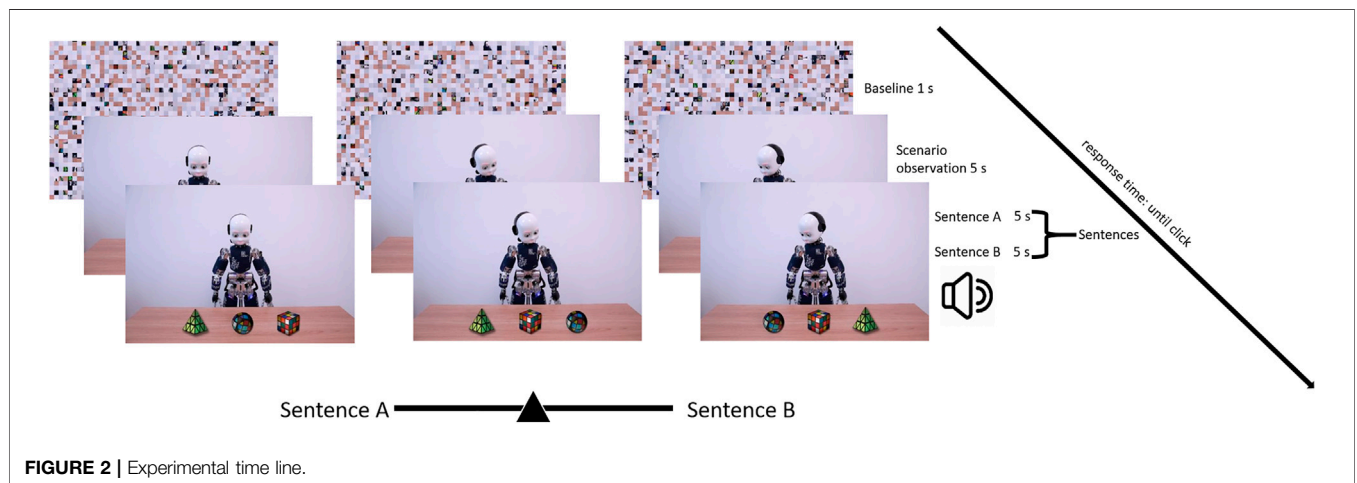 Baseline 1 s
Scenario
observation 5 s
Sentence A 5 s
Sentence B 5 s
Sentences
response time: until click
Sentence A
Sentence B
FIGURE 2 | Experimental time line.